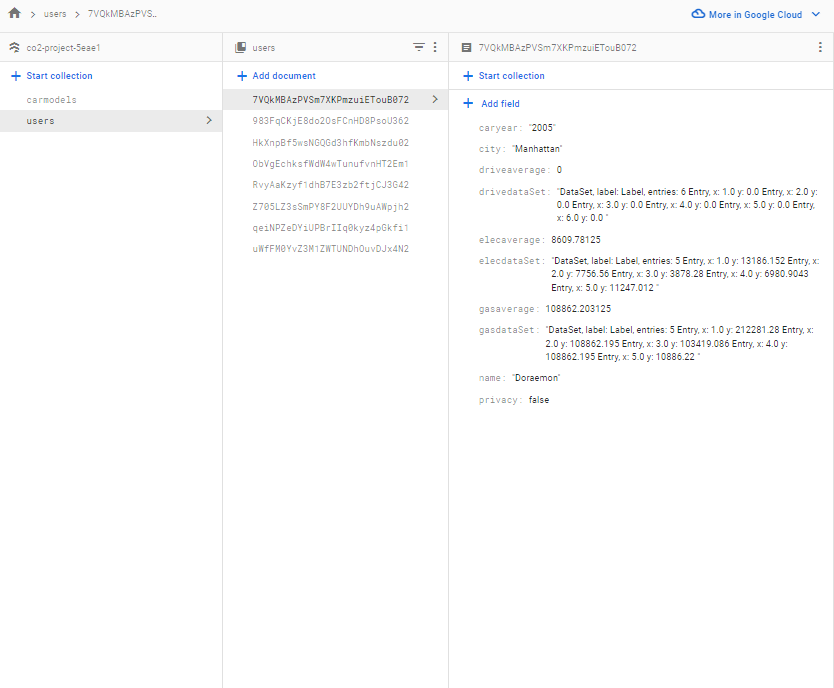 users
7VQkMBAzPVS..
More in Google Cloud
co2-project-5eae1
Start collection
carmodels
users
users
Add document
7VQkMBAzPVSm7XKPmzuiETouB072
983FqCKjE8do2OsFCnHD8PsoU362
HkXnpBf5wsNGQGd3hfKmbNszdu02
ObVgEchksfWdW4wTunufvnHT2Em1
RvyAaKzyf1dhB7E3zb2ftjCJ3G42
Z705LZ3sSmPY8F2UUYDh9uAWpjh2
qeiNPZeDYiUPBrIIq0kyz4pGkfi1
uWfFM0YvZ3M1ZWTUNDhOuvDJx4N2
7VQkMBAzPVSm7XKPmzuiETouB072
Start collection
Add field
caryear: "2005"
city: "Manhattan"
driveaverage: 0
drivedataSet: "DataSet, label: Label, entries: 6 Entry, x: 1.0 y: 0.0 Entry, x: 2.0 y:
0.0 Entry, x: 3.0 y: 0.0 Entry, x: 4.0 y: 0.0 Entry, x: 5.0 y: 0.0 Entry,
x: 6.0 y: 0.0 "
elecaverage: 8609.78125
elecdataSet: "DataSet, label: Label, entries: 5 Entry, x: 1.0 y: 13186.152 Entry, x:
2.0 y: 7756.56 Entry, x: 3.0 y: 3878.28 Entry, x: 4.0 y: 6980.9043
Entry, x: 5.0 y: 11247.012 "
gasaverage: 108862.203125
gasdataSet: "DataSet, label: Label, entries: 5 Entry, x: 1.0 y: 212281.28 Entry, x:
2.0 y: 108862.195 Entry, x: 3.0 y: 103419.086 Entry, x: 4.0 y:
108862.195 Entry, x: 5.0 y: 10886.22 "
name: "Doraemon"
privacy: false